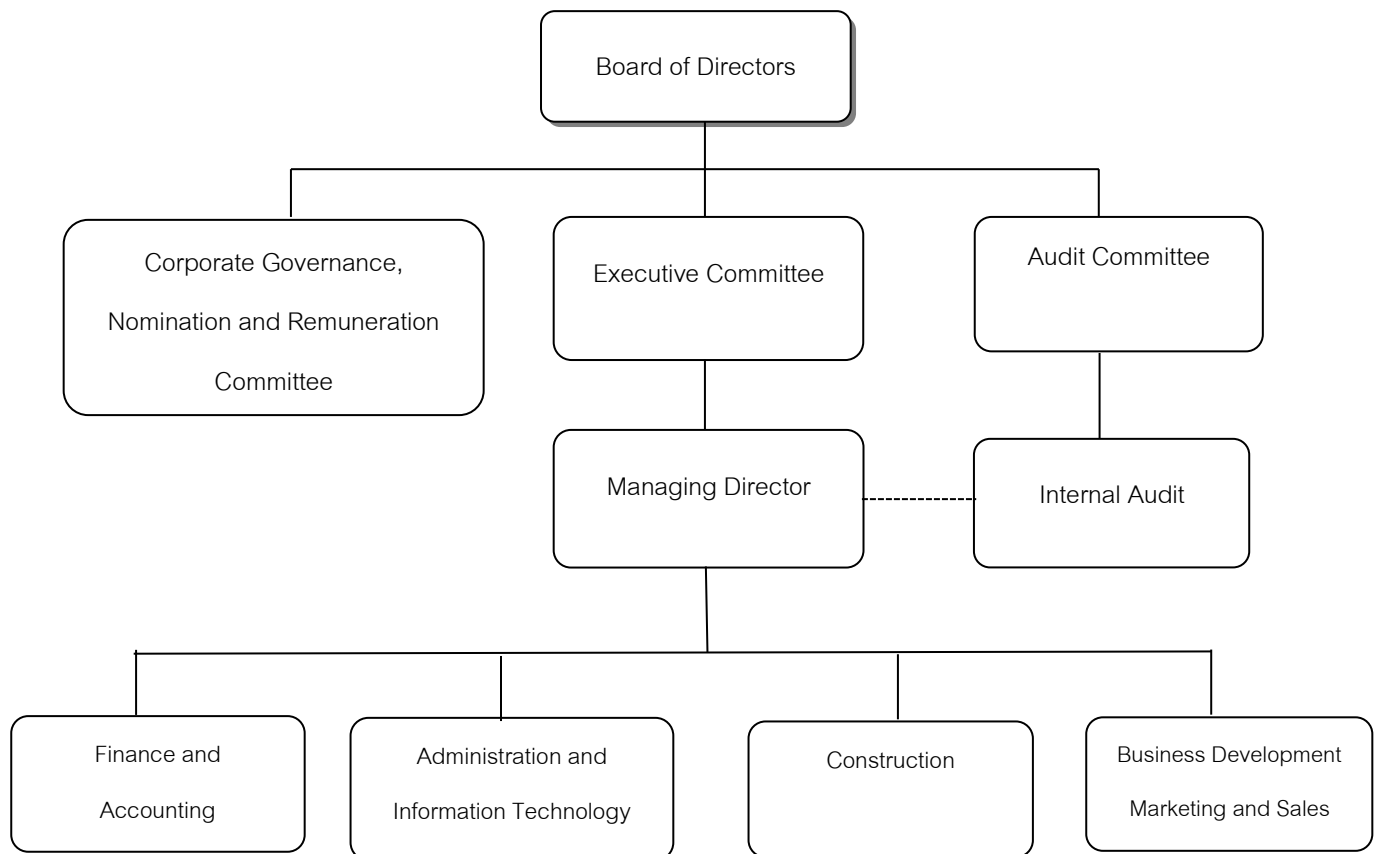 Board of Directors
Corporate Governance,
Nomination and Remuneration
Committee
Executive Committee
Audit Committee
Managing Director
Internal Audit
Finance and
Accounting
Administration and
Information Technology
Construction
Business Development
Marketing and Sales